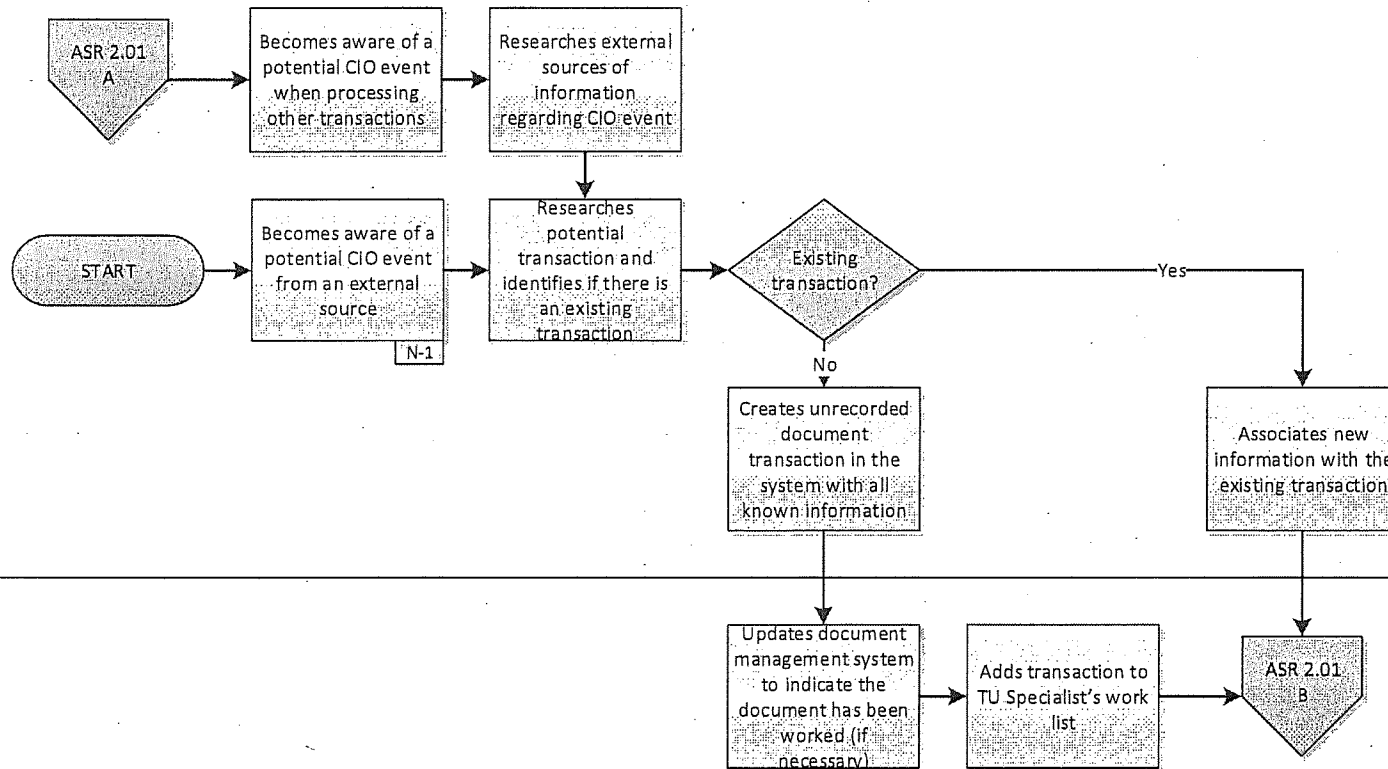 ASR 2.01
A
Becomes aware of a
potential CIO event
when processing
other transactions
Researches external
sources of
information
regarding CIO event
START
Becomes aware of a
potential CIO event
from an external
source
N-1
Researches
potential
transaction and
identifies if there is
an existing
transaction
Existing
transaction?
Yes
No
Creates unrecorded
document
transaction in the
system with all
known information
Associates new
information with the
existing transaction
Updates document
management system
to indicate the
document has been
worked (if
necessary)
Adds transaction to
TU Specialist's work
list
ASR 2.01
B